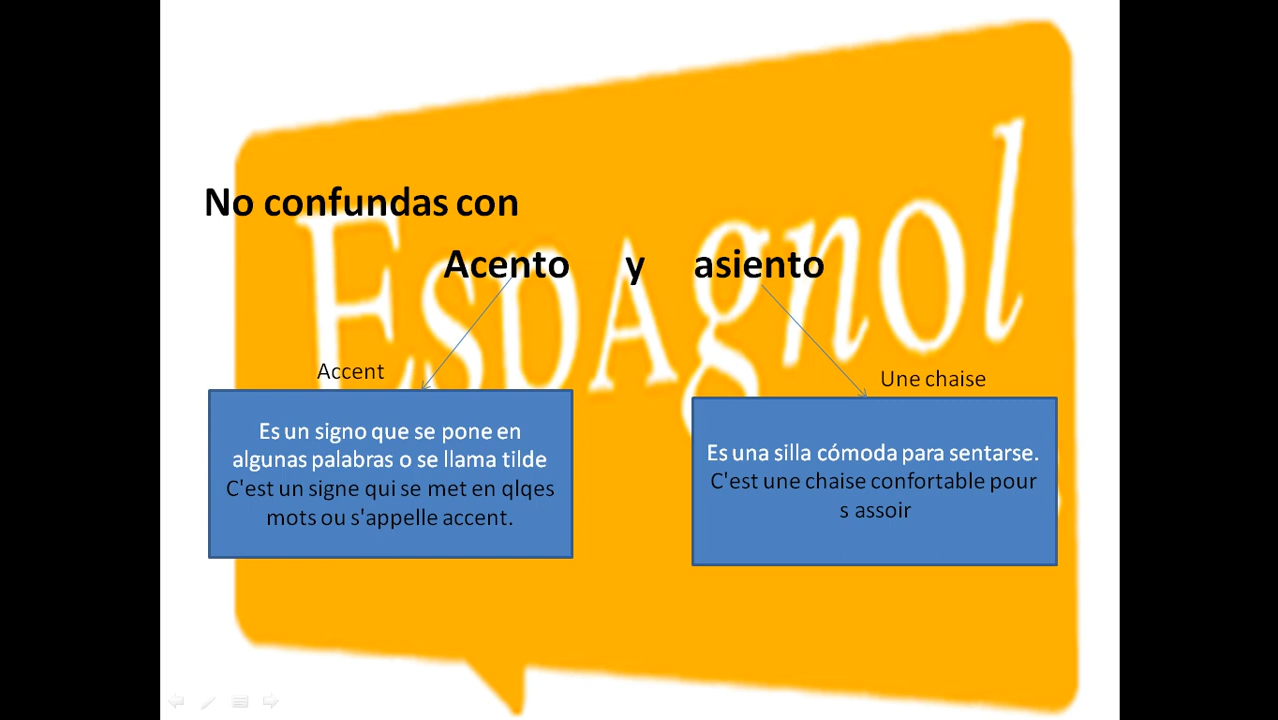 Espagnol
No confundas con
Acento y asiento
Accent
Es un signo que se pone en
algunas palabras o se llama tilde
C'est un signe qui se met en qlqes
mots ou s'appelle accent.
Une chaise
Es una silla cómoda para sentarse.
C'est une chaise confortable pour
s assoir